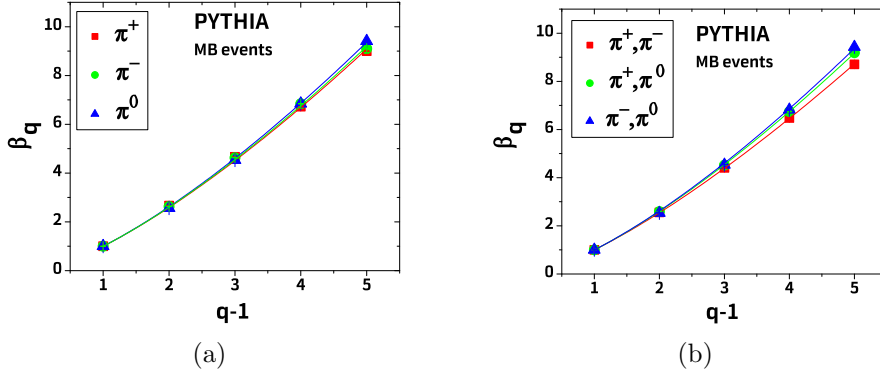 PYTHIA
MB events
π⁺
π⁻
π⁰
β_q
10
8
6
4
2
0
1 2 3 4 5
q-1
(a)
PYTHIA
MB events
π⁺,π⁻
π⁺,π⁰
π⁻,π⁰
β_q
10
8
6
4
2
0
1 2 3 4 5
q-1
(b)